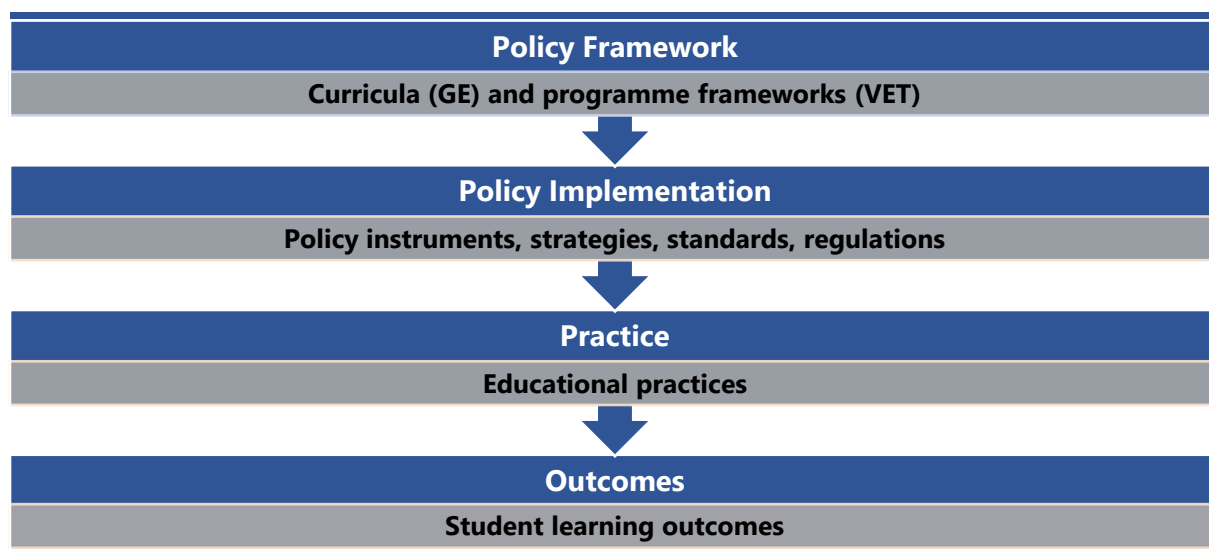 Policy Framework
Curricula (GE) and programme frameworks (VET)
Policy Implementation
Policy instruments, strategies, standards, regulations
Practice
Educational practices
Outcomes
Student learning outcomes